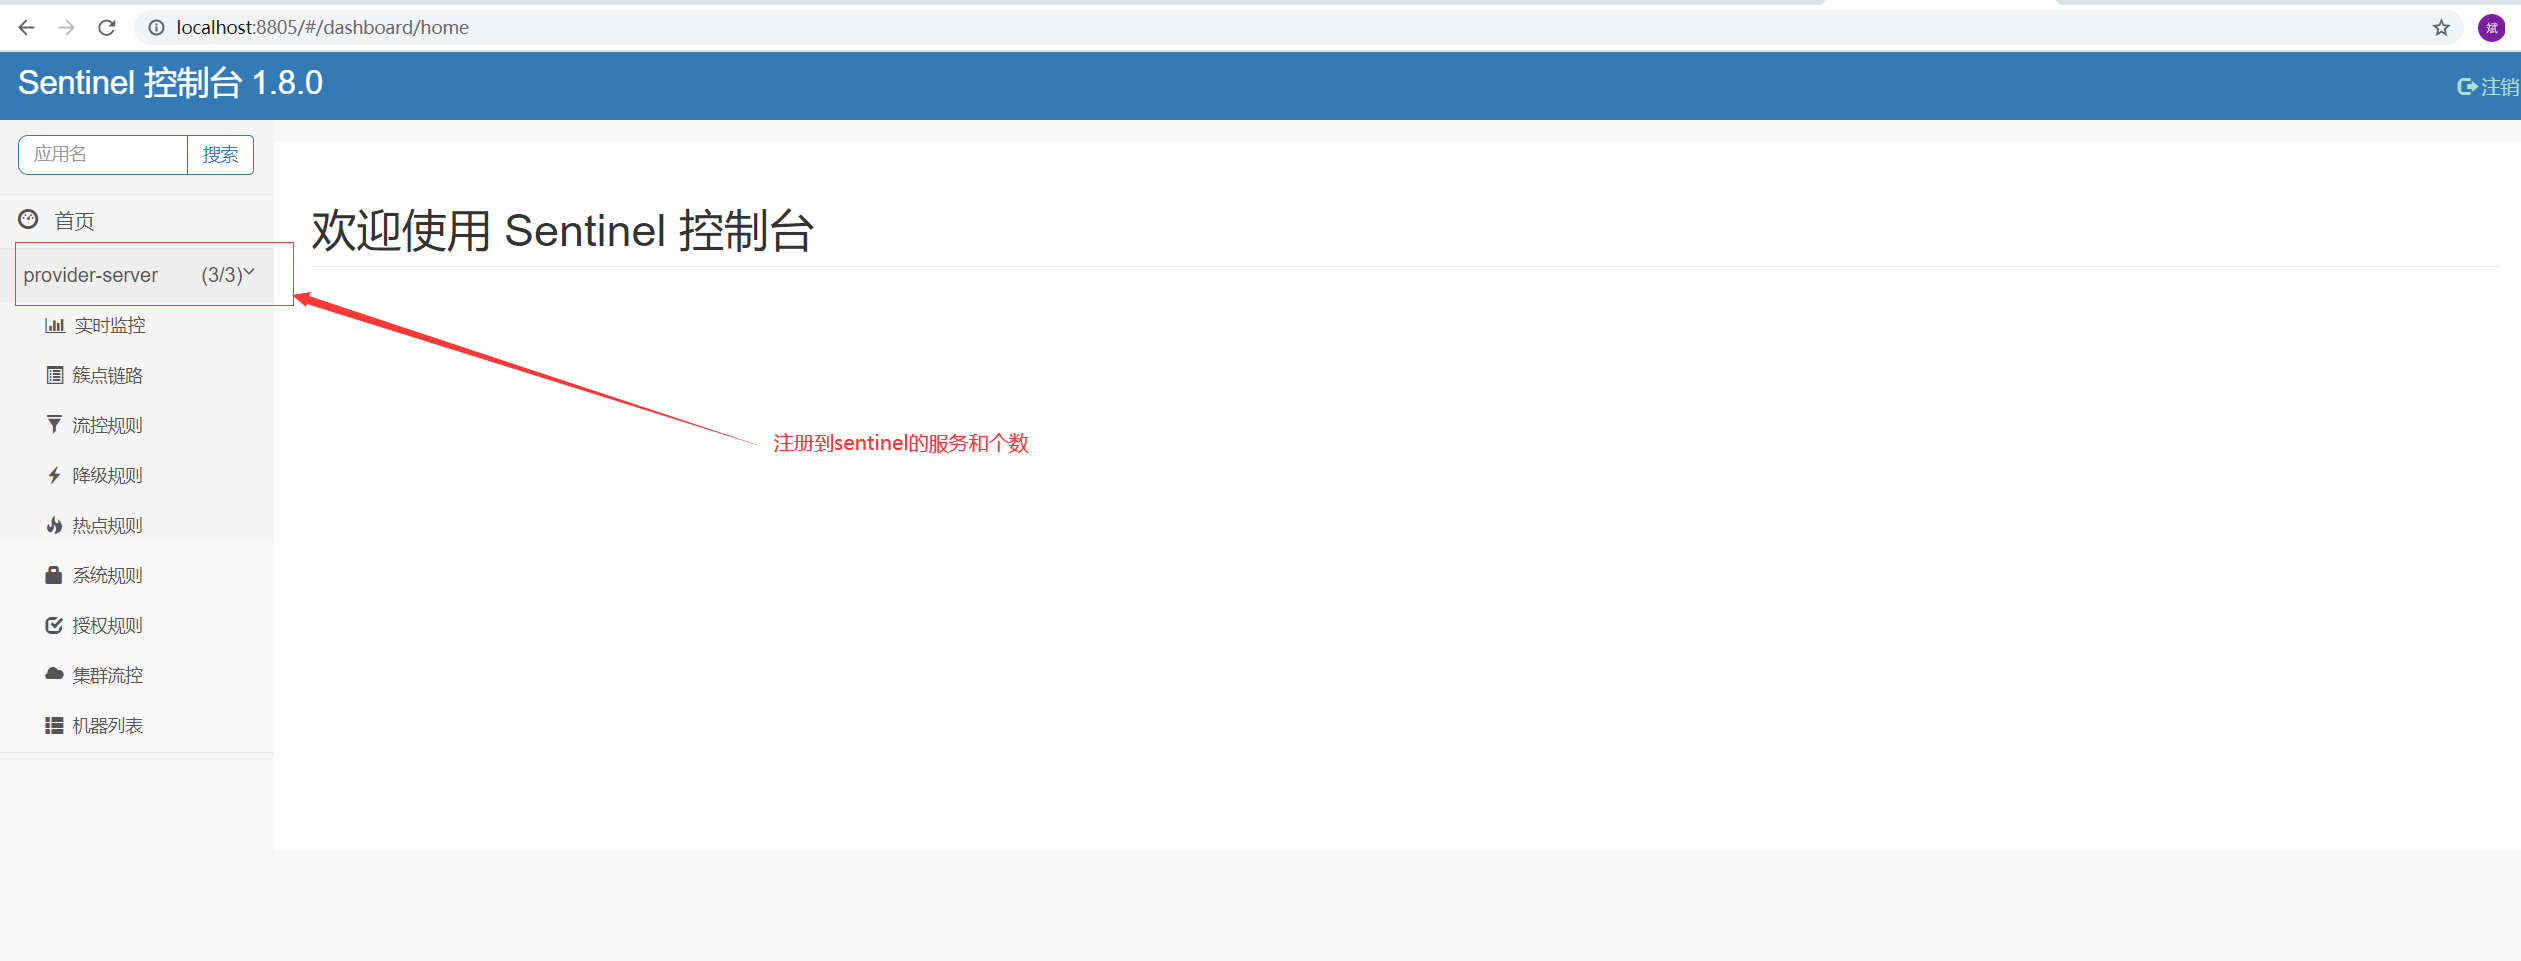 localhost:8805/#/dashboard/home
斌
Sentinel 控制台 1.8.0
注销
应用名
搜索
首页
欢迎使用 Sentinel 控制台
provider-server (3/3)
实时监控
簇点链路
流控规则
注册到sentinel的服务和个数
降级规则
热点规则
系统规则
授权规则
集群流控
机器列表